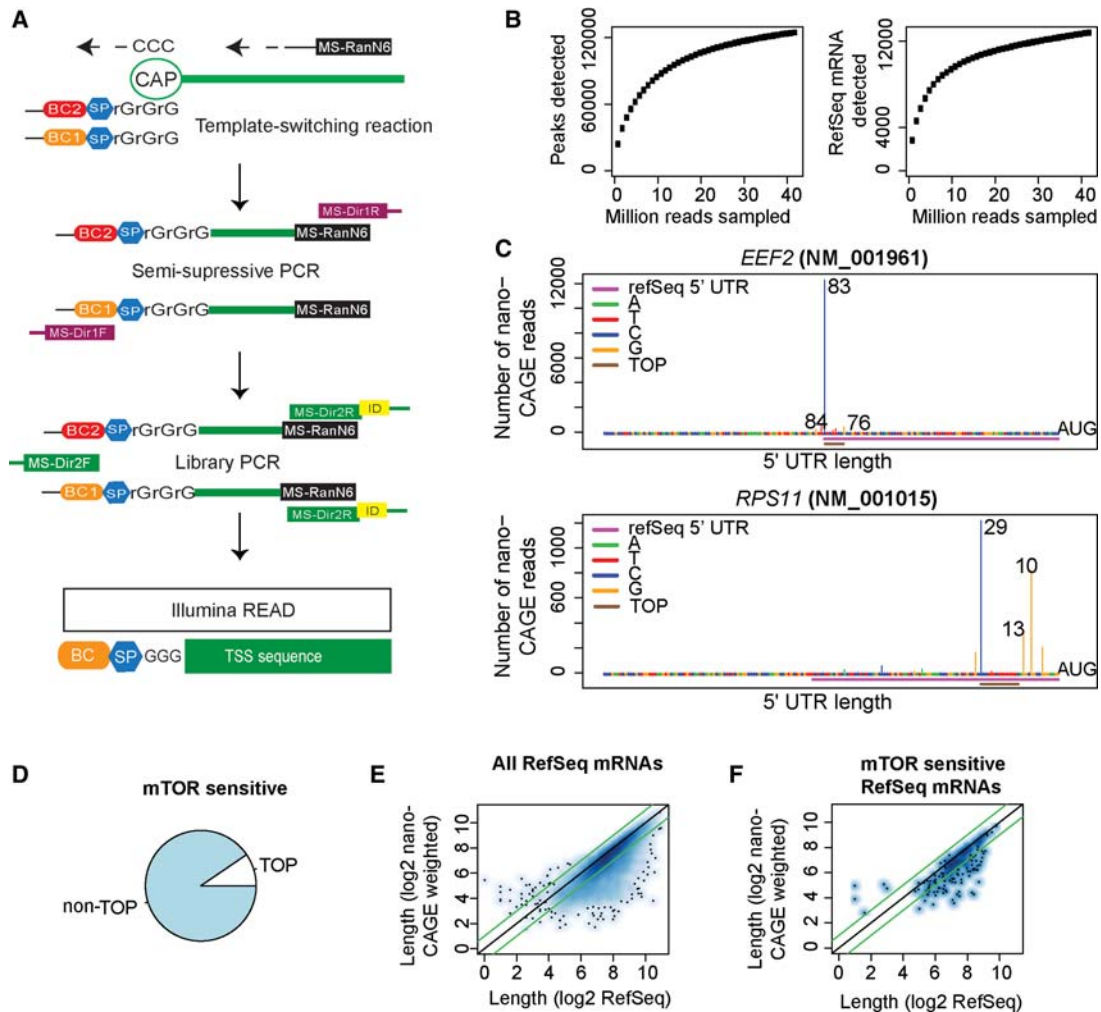 A
CCC
MS-RanN6
CAP
BC2 SP rGrGrG
BC1 SP rGrGrG
Template-switching reaction
MS-Dir1R
BC2 SP rGrGrG MS-RanN6
Semi-supressive PCR
BC1 SP rGrGrG MS-RanN6
MS-Dir1F
MS-Dir2R ID
BC2 SP rGrGrG MS-RanN6
MS-Dir2F Library PCR
BC1 SP rGrGrG MS-RanN6
MS-Dir2R ID
Illumina READ
BC SP GGG TSS sequence
B
Peaks detected
0 60000 120000
0 10 20 30 40
Million reads sampled
RefSeq mRNA
detected
0 4000 12000
0 10 20 30 40
Million reads sampled
C
EEF2 (NM_001961)
Number of nano–
CAGE reads
0 6000 12000
refSeq 5' UTR
A
T
C
G
TOP
83
84 76
AUG
5' UTR length
RPS11 (NM_001015)
Number of nano–
CAGE reads
0 600 1000
refSeq 5' UTR
A
T
C
G
TOP
29
10
13
AUG
5' UTR length
D
mTOR sensitive
TOP
non-TOP
E
All RefSeq mRNAs
Length (log2 nano-
CAGE weighted)
0 2 4 6 8 10
0 2 4 6 8 10
Length (log2 RefSeq)
F
mTOR sensitive
RefSeq mRNAs
Length (log2 nano-
CAGE weighted)
0 2 4 6 8 10
0 2 4 6 8 10
Length (log2 RefSeq)